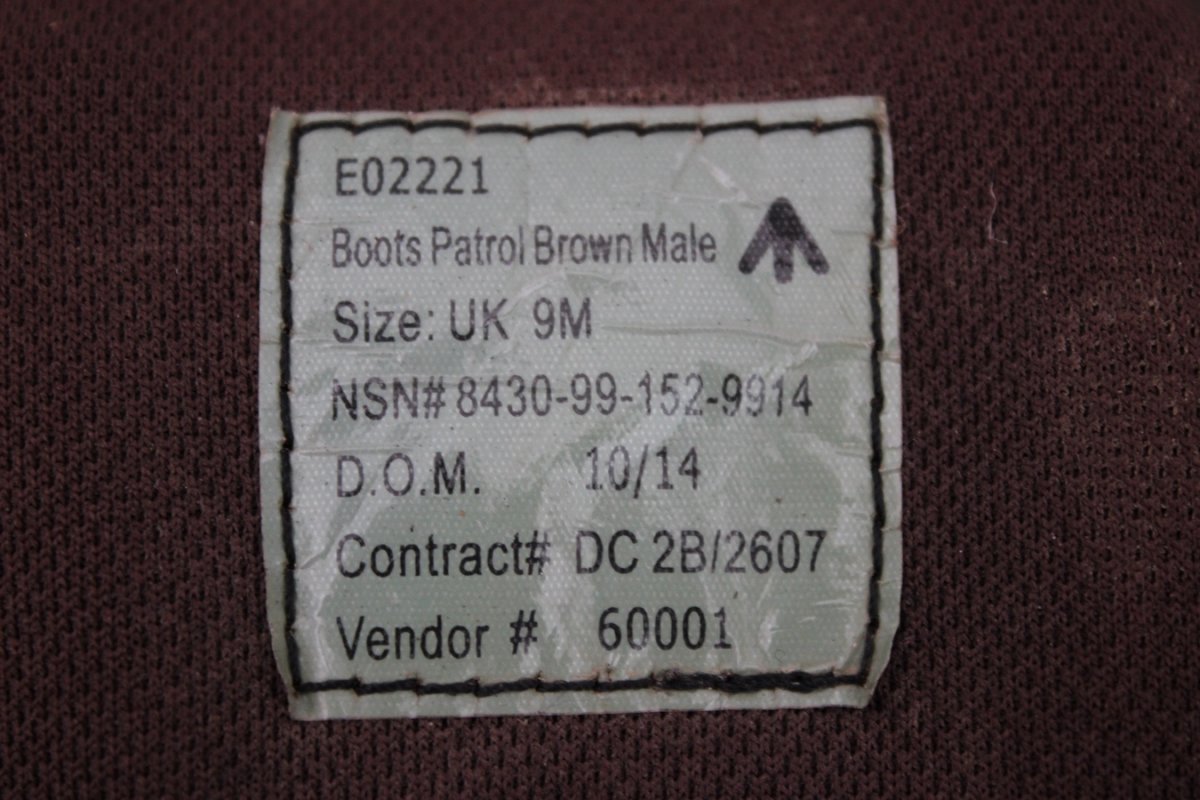 E02221
Boots Patrol Brown Male
Size: UK 9M
NSN# 8430-99-152-9914
D.O.M. 10/14
Contract# DC 2B/2607
Vendor # 60001